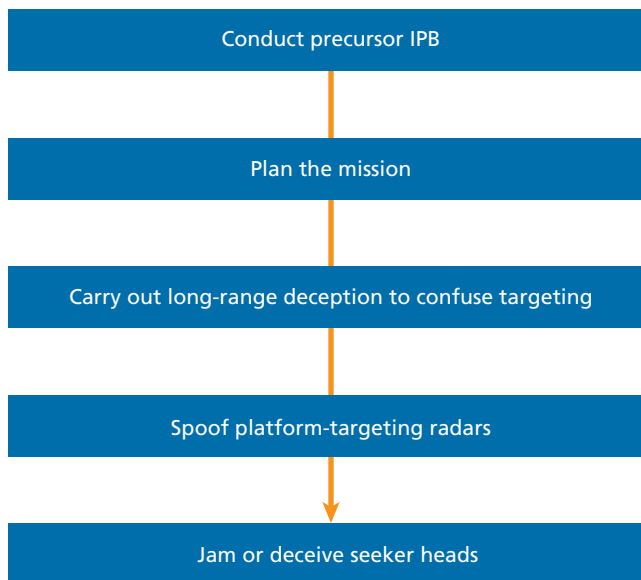 Conduct precursor IPB
Plan the mission
Carry out long-range deception to confuse targeting
Spoof platform-targeting radars
Jam or deceive seeker heads